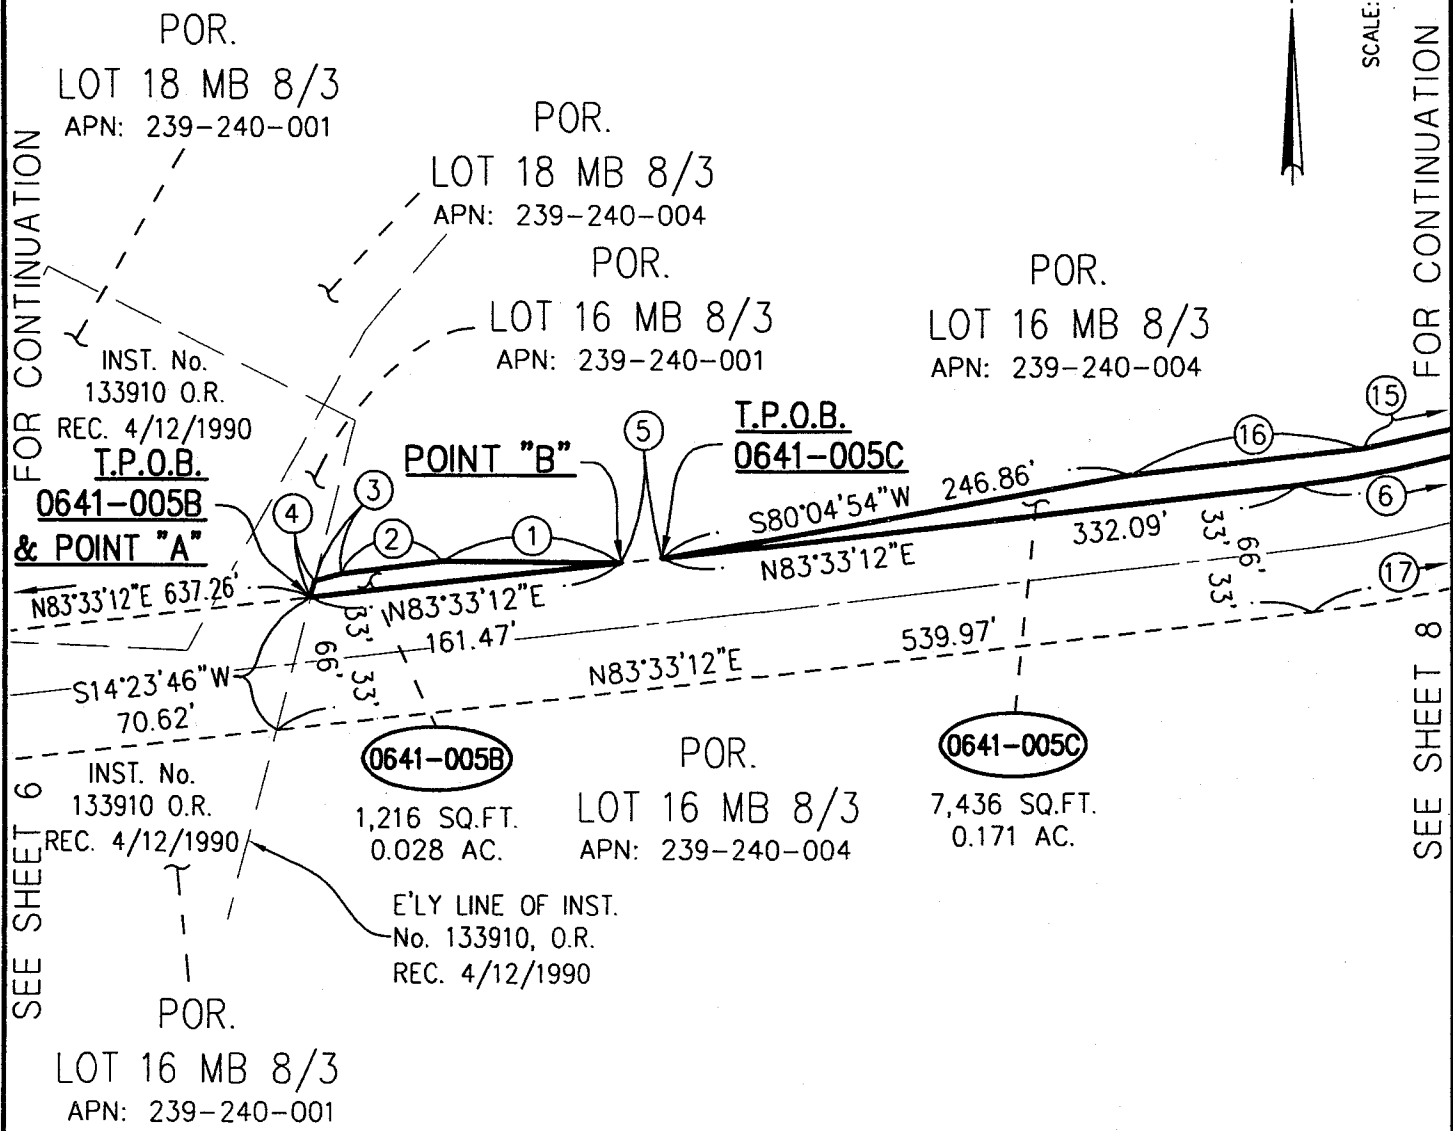 POR.
LOT 18 MB 8/3
APN: 239-240-001
POR.
LOT 18 MB 8/3
APN: 239-240-004
POR.
LOT 16 MB 8/3
APN: 239-240-001
POR.
LOT 16 MB 8/3
APN: 239-240-004
SCALE:
FOR CONTINUATION
SEE SHEET 6
FOR CONTINUATION
SEE SHEET 8
INST. No.
133910 O.R.
REC. 4/12/1990
T.P.O.B.
0641-005B
& POINT "A"
4
3
2
1
POINT "B"
5
T.P.O.B.
0641-005C
16
15
6
17
S80°04'54"W 246.86'
N83°33'12"E 332.09'
33'
66'
33'
N83°33'12"E 637.26'
N83°33'12"E
161.47'
33'
66'
33'
S14°23'46"W
70.62'
N83°33'12"E 539.97'
0641-005B
1,216 SQ.FT.
0.028 AC.
POR.
LOT 16 MB 8/3
APN: 239-240-004
0641-005C
7,436 SQ.FT.
0.171 AC.
INST. No.
133910 O.R.
REC. 4/12/1990
E'LY LINE OF INST.
No. 133910, O.R.
REC. 4/12/1990
POR.
LOT 16 MB 8/3
APN: 239-240-001